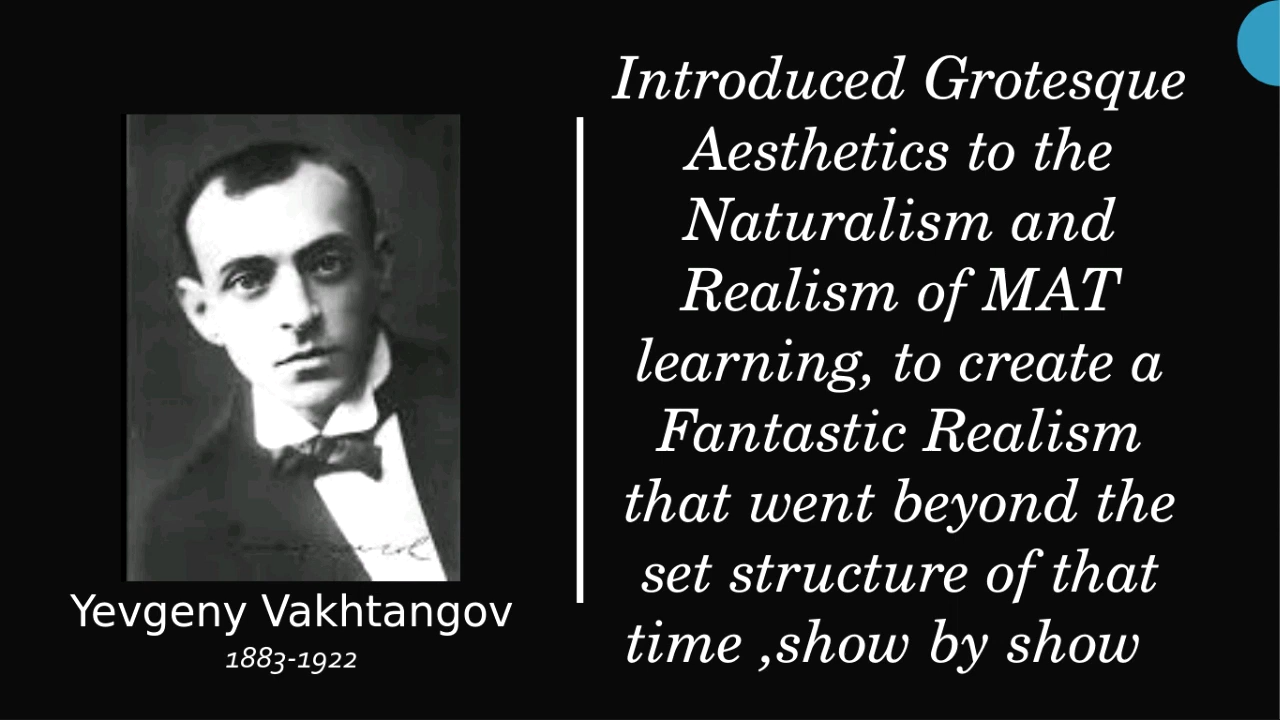 Yevgeny Vakhtangov
1883-1922
Introduced Grotesque
Aesthetics to the
Naturalism and
Realism of MAT
learning, to create a
Fantastic Realism
that went beyond the
set structure of that
time ,show by show